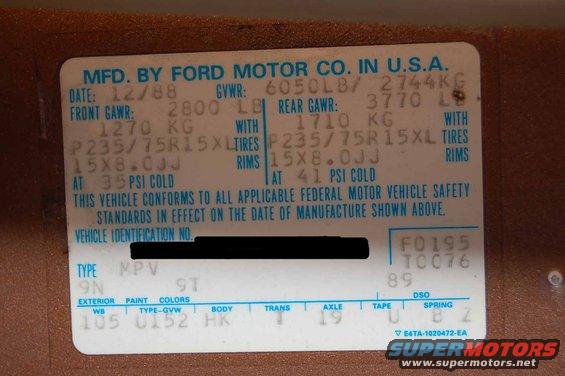 MFD. BY FORD MOTOR CO. IN U.S.A.
DATE: 12/88 GVWR: 6050LB/ 2744KG
FRONT GAWR: 2800 LB REAR GAWR: 3770 LB
1270 KG WITH 1710 KG WITH
P235/75R15XL TIRES P235/75R15XL TIRES
15X8.0JJ RIMS 15X8.0JJ RIMS
AT 35 PSI COLD AT 41 PSI COLD
THIS VEHICLE CONFORMS TO ALL APPLICABLE FEDERAL MOTOR VEHICLE SAFETY
STANDARDS IN EFFECT ON THE DATE OF MANUFACTURE SHOWN ABOVE.
VEHICLE IDENTIFICATION NO.
F0195
T0C76
TYPE MPV
9N 9T 89
EXTERIOR PAINT COLORS DSO
WB TYPE-GVW BODY TRANS AXLE TAPE SPRING
105 U152 HK T 19 U B Z
E4TA-1020472-EA
SUPERMOTORS
www.supermotors.net